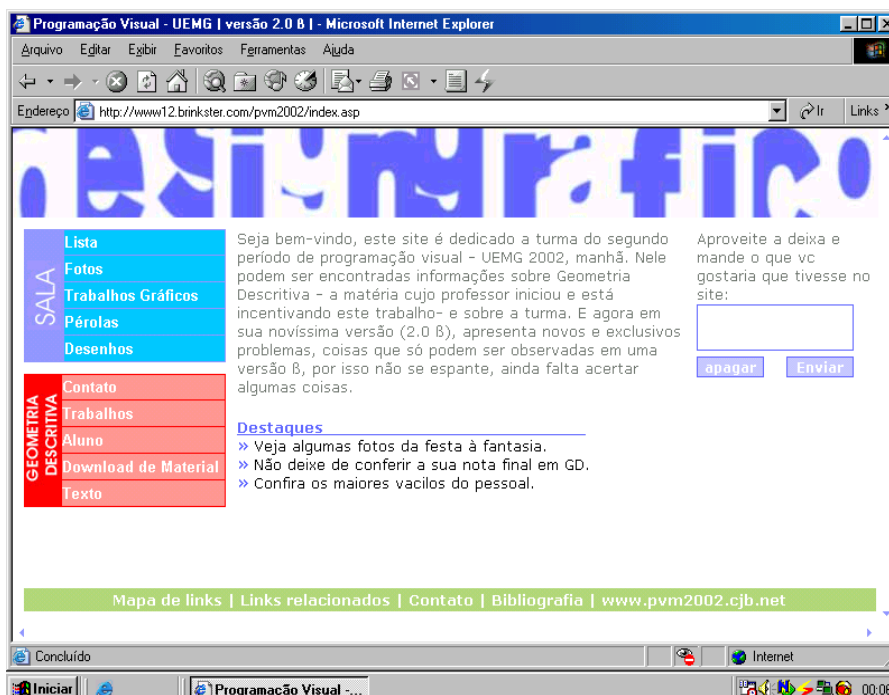 Programação Visual - UEMG | versão 2.0 ß | - Microsoft Internet Explorer
Arquivo Editar Exibir Favoritos Ferramentas Ajuda
Endereço http://www12.brinkster.com/pvm2002/index.asp Ir Links
designgráfico
SALA
Lista
Fotos
Trabalhos Gráficos
Pérolas
Desenhos
GEOMETRIA
DESCRITIVA
Contato
Trabalhos
Aluno
Download de Material
Texto
Seja bem-vindo, este site é dedicado a turma do segundo
período de programação visual - UEMG 2002, manhã. Nele
podem ser encontradas informações sobre Geometria
Descritiva - a matéria cujo professor iniciou e está
incentivando este trabalho- e sobre a turma. E agora em
sua novíssima versão (2.0 ß), apresenta novos e exclusivos
problemas, coisas que só podem ser observadas em uma
versão ß, por isso não se espante, ainda falta acertar
algumas coisas.
Destaques
» Veja algumas fotos da festa à fantasia.
» Não deixe de conferir a sua nota final em GD.
» Confira os maiores vacilos do pessoal.
Aproveite a deixa e
mande o que vc
gostaria que tivesse no
site:
apagar Enviar
Mapa de links | Links relacionados | Contato | Bibliografia | www.pvm2002.cjb.net
Concluído Internet
Iniciar Programação Visual -...